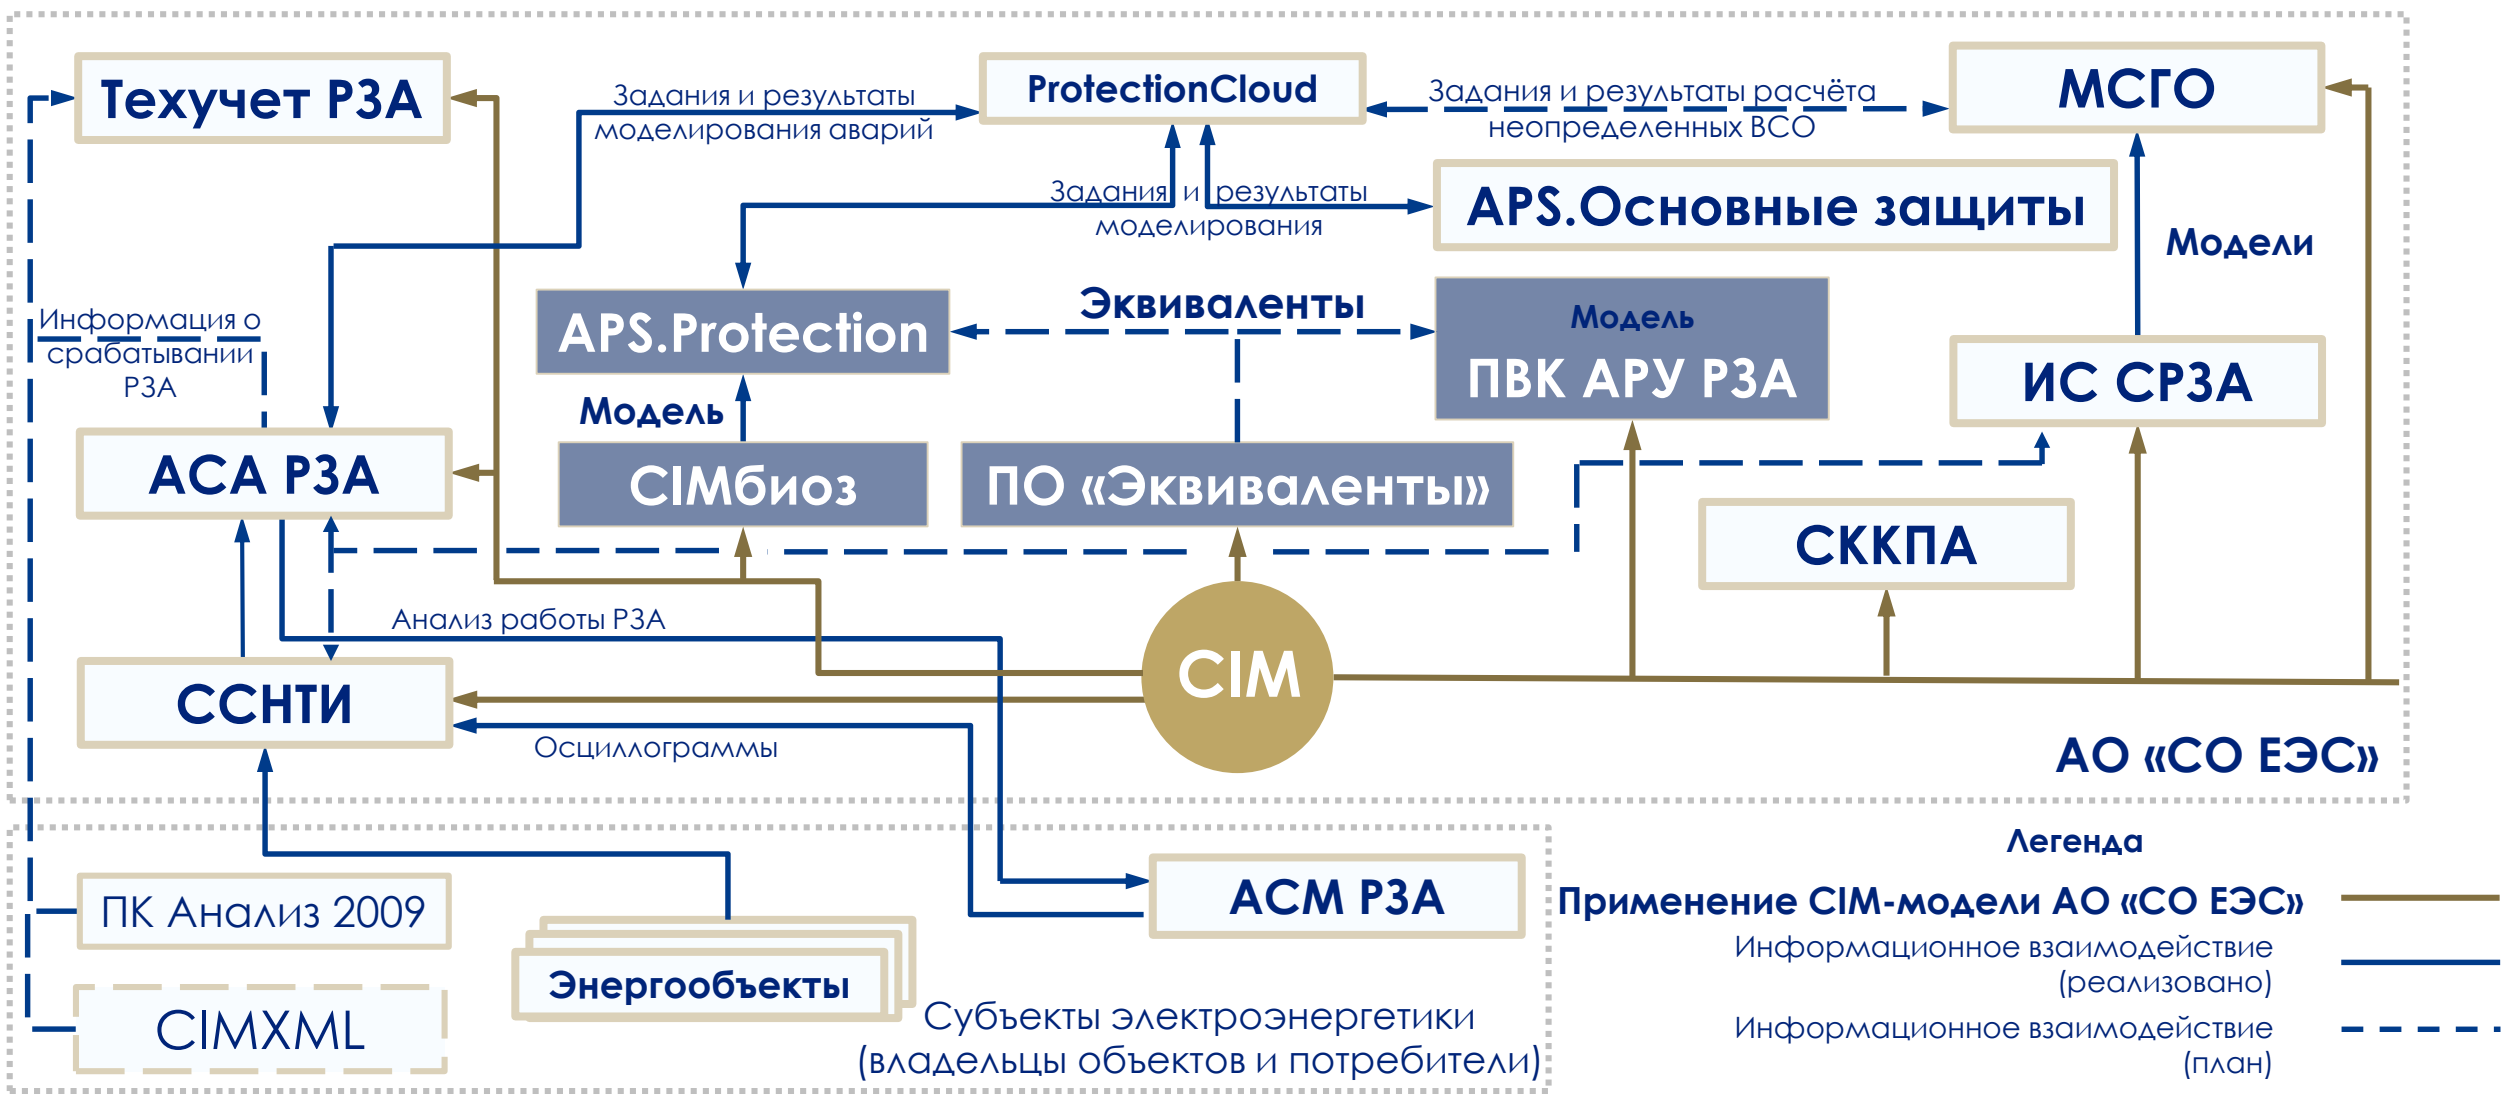 Техучет РЗА
Задания и результаты
моделирования аварий
ProtectionCloud
Задания и результаты расчёта
неопределенных ВСО
МСГО
Задания и результаты
моделирования
APS.Основные защиты
Модели
Информация о
срабатывании
РЗА
APS.Protection
Эквиваленты
Модель
ПВК АРУ РЗА
ИС СРЗА
Модель
АСА РЗА
CIMбиоз
ПО «Эквиваленты»
СККПА
Анализ работы РЗА
CIM
ССНТИ
Осциллограммы
АО «СО ЕЭС»
ПК Анализ 2009
CIMXML
Энергообъекты
АСМ РЗА
Субъекты электроэнергетики
(владельцы объектов и потребители)
Легенда
Применение CIM-модели АО «СО ЕЭС»
Информационное взаимодействие
(реализовано)
Информационное взаимодействие
(план)